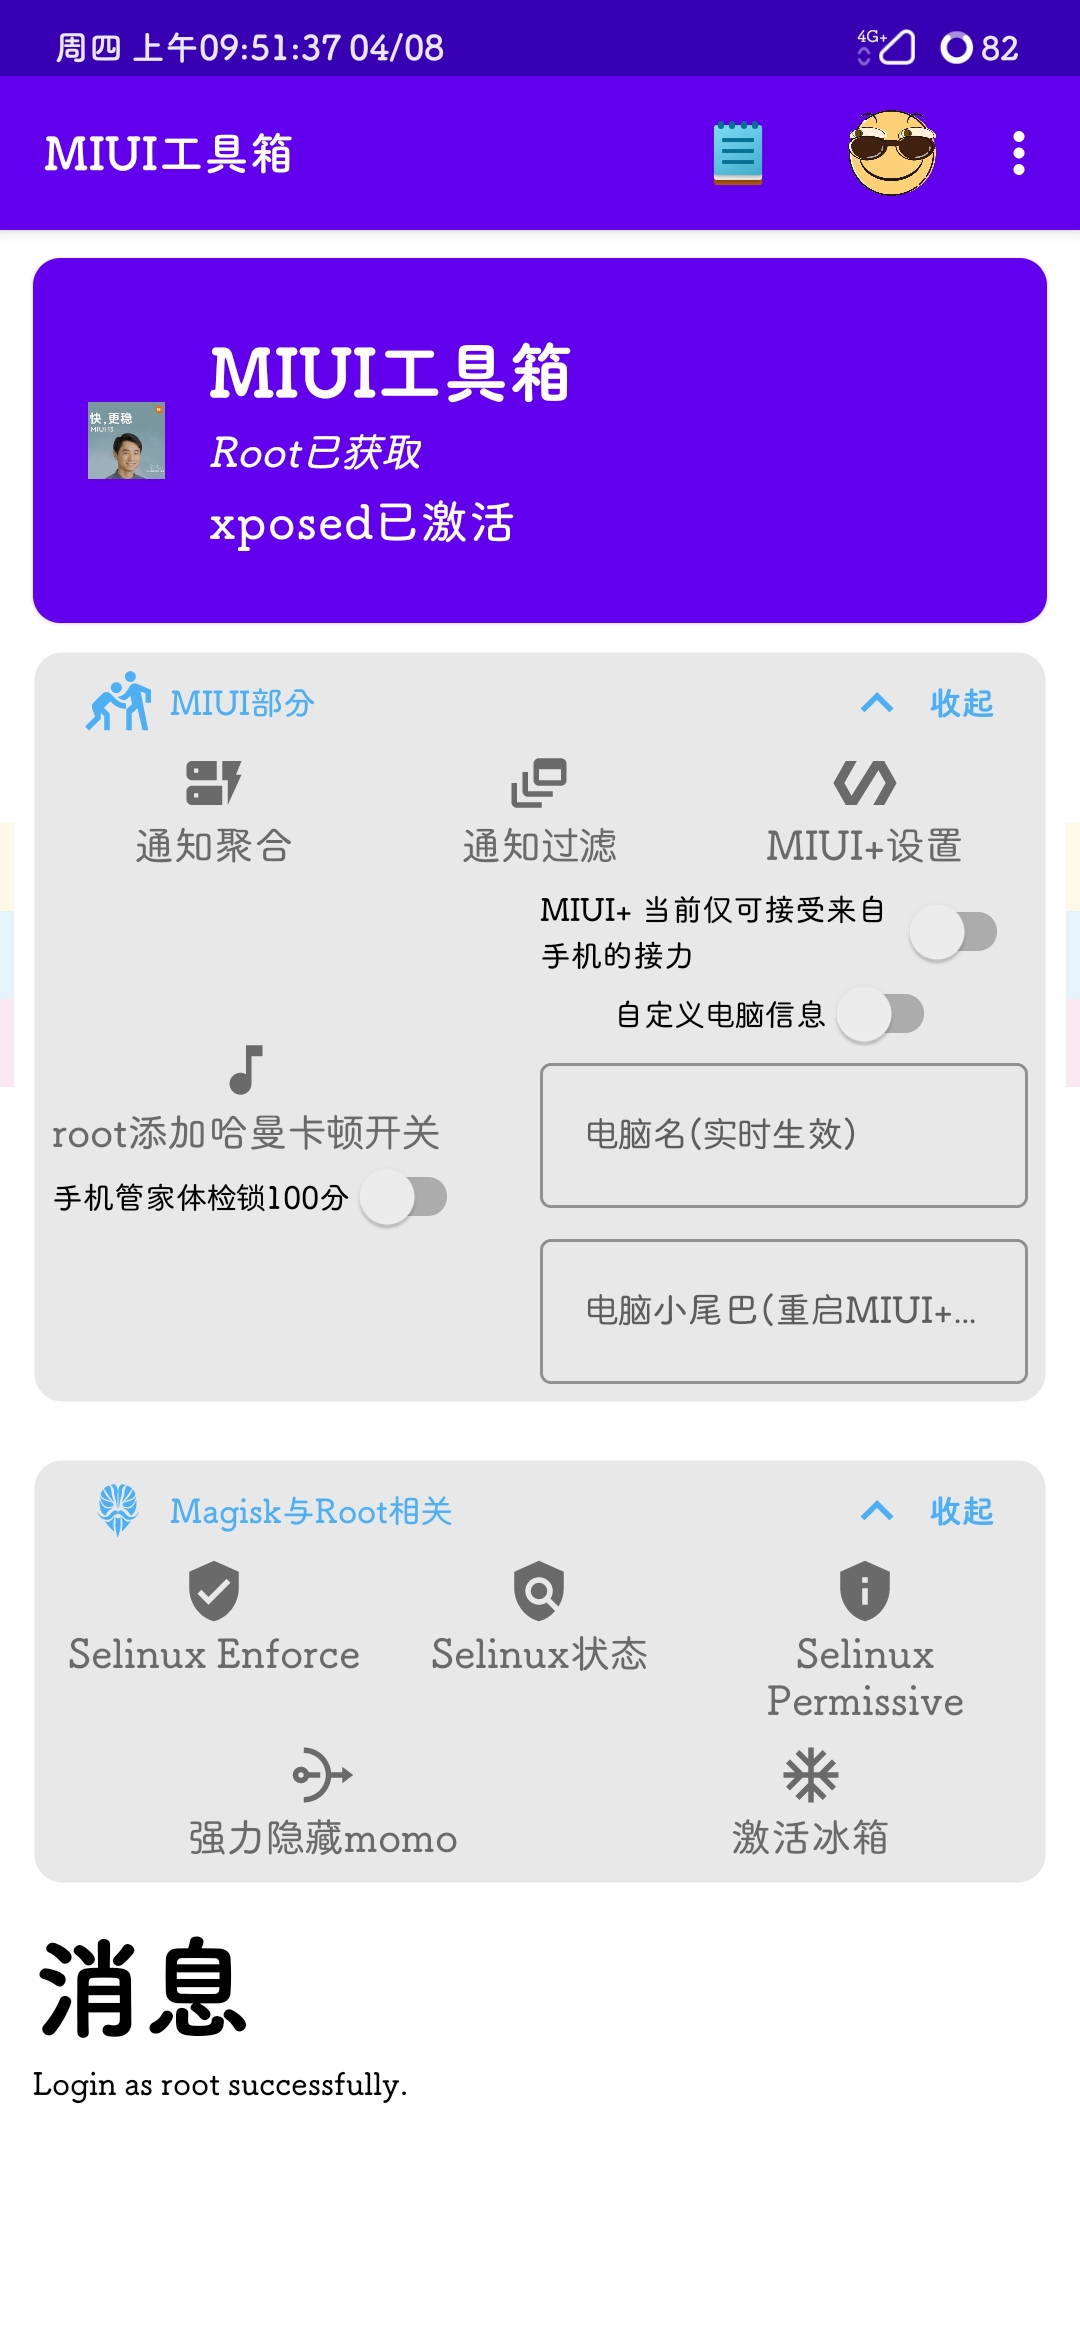 周四 上午09:51:37 04/08
4G+
82
MIUI工具箱
MIUI工具箱
快,更稳
Root已获取
xposed已激活
MIUI部分
收起
通知聚合
通知过滤
MIUI+设置
MIUI+ 当前仅可接受来自
手机的接力
自定义电脑信息
root添加哈曼卡顿开关
电脑名(实时生效)
手机管家体检锁100分
电脑小尾巴(重启MIUI+...
Magisk与Root相关
收起
Selinux Enforce
Selinux状态
Selinux
Permissive
强力隐藏momo
激活冰箱
消息
Login as root successfully.